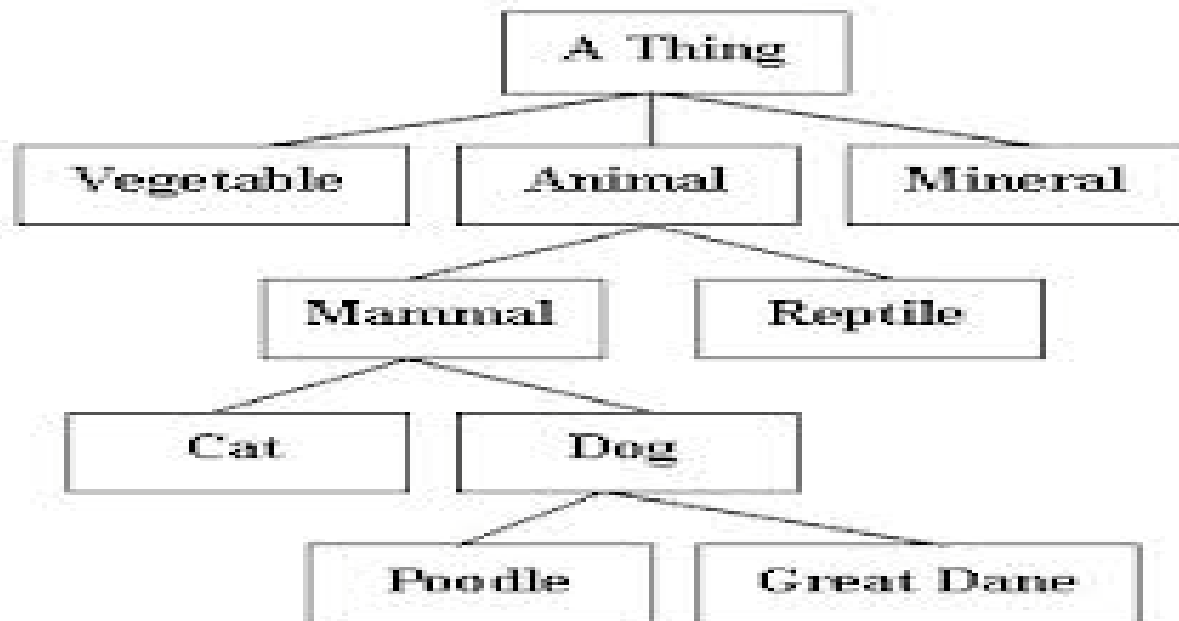 A Thing
Vegetable Animal Mineral
Mammal Reptile
Cat Dog
Poodle Great Dane